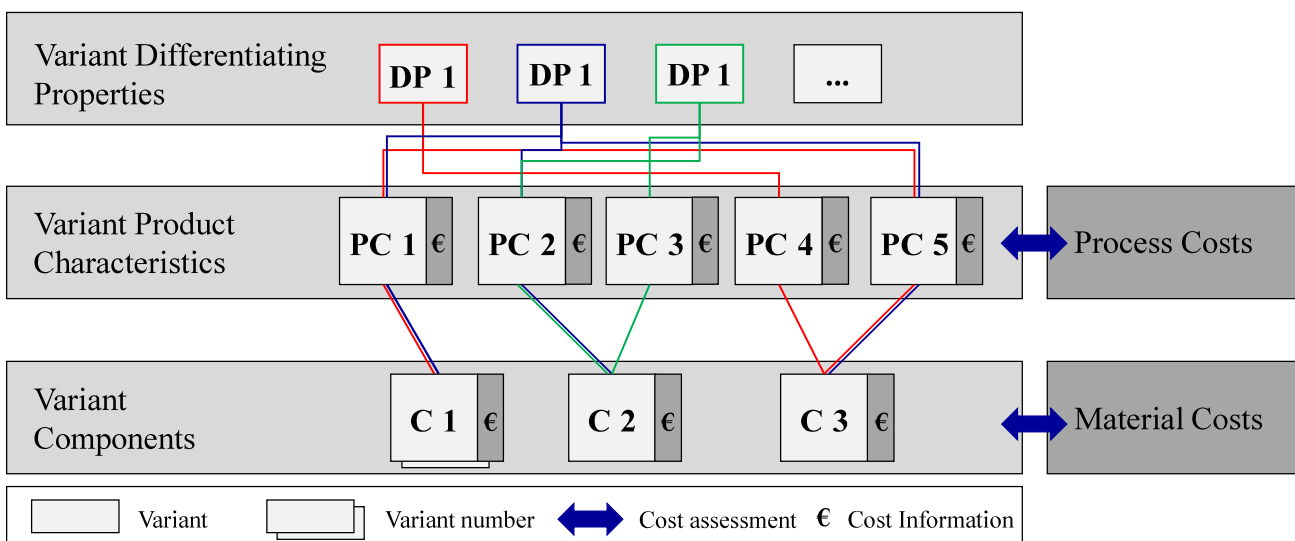 Variant Differentiating
Properties
DP 1
DP 1
DP 1
...
Variant Product
Characteristics
PC 1
€
PC 2
€
PC 3
€
PC 4
€
PC 5
€
Process Costs
Variant
Components
C 1
€
C 2
€
C 3
€
Material Costs
Variant
Variant number
Cost assessment
€
Cost Information